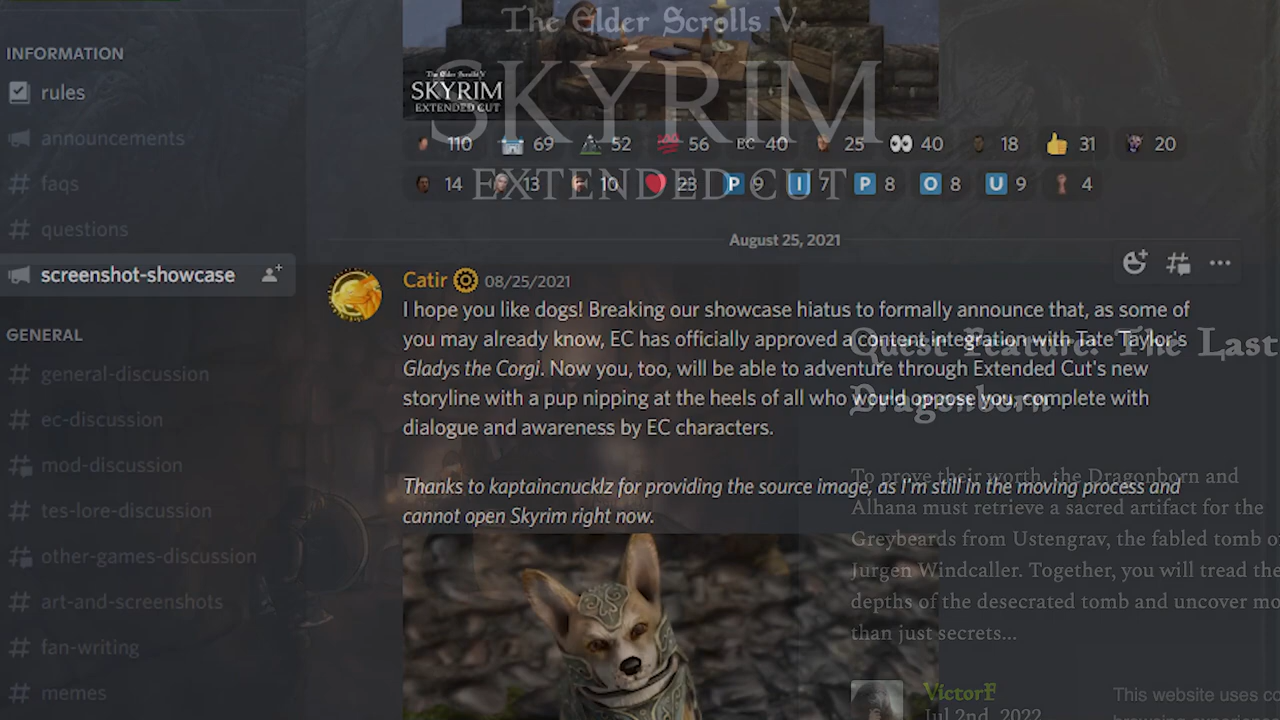 The Elder Scrolls V:
SKYRIM
EXTENDED CUT
INFORMATION
rules
announcements
faqs
questions
screenshot-showcase
GENERAL
general-discussion
ec-discussion
mod-discussion
tes-lore-discussion
other-games-discussion
art-and-screenshots
fan-writing
memes
The Elder Scrolls V
SKYRIM
EXTENDED CUT
110 69 52 56 EC 40 25 40 18 31 20
14 13 10 23 P 9 I 7 P 8 O 8 U 9 4
August 25, 2021
Catir 08/25/2021
I hope you like dogs! Breaking our showcase hiatus to formally announce that, as some of
you may already know, EC has officially approved a content integration with Tate Taylor's
Gladys the Corgi. Now you, too, will be able to adventure through Extended Cut's new
storyline with a pup nipping at the heels of all who would oppose you, complete with
dialogue and awareness by EC characters.
Thanks to kaptaincnucklz for providing the source image, as I'm still in the moving process and
cannot open Skyrim right now.
Quest Feature: The Last
Dragonborn
To prove their worth, the Dragonborn and
Alhana must retrieve a sacred artifact for the
Greybeards from Ustengrav, the fabled tomb o
Jurgen Windcaller. Together, you will tread the
depths of the desecrated tomb and uncover mo
than just secrets...
VictorF
Jul 2nd, 2022
This website uses co